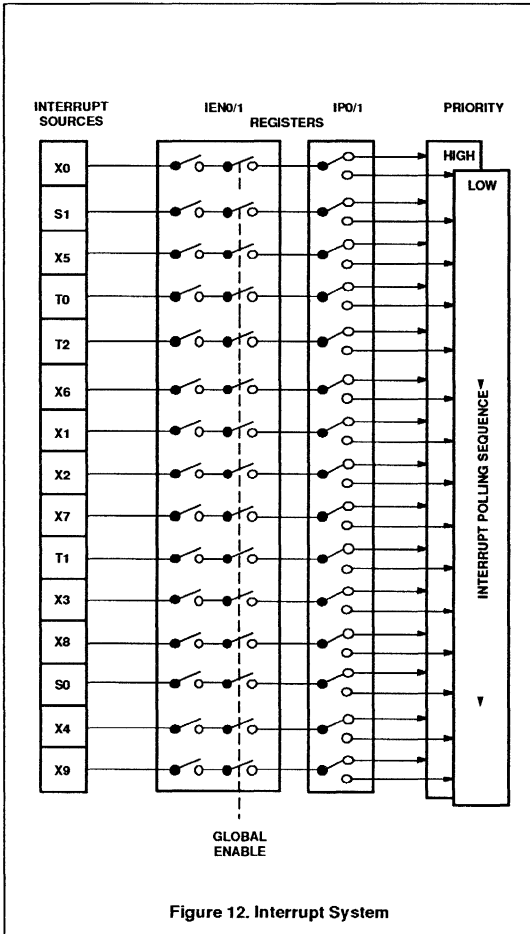 INTERRUPT
SOURCES
IEN0/1
IP0/1
REGISTERS
PRIORITY
X0
S1
X5
T0
T2
X6
X1
X2
X7
T1
X3
X8
S0
X4
X9
HIGH
LOW
INTERRUPT POLLING SEQUENCE
GLOBAL
ENABLE
Figure 12. Interrupt System